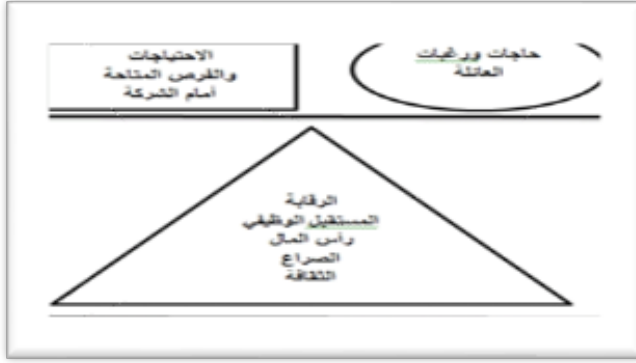 حاجات ورغبات
العائلة
الاحتياجات
والفرص المتاحة
أمام الشركة
الرقابة
المستقبل الوظيفي
رأس المال
الصراع
الثقافة